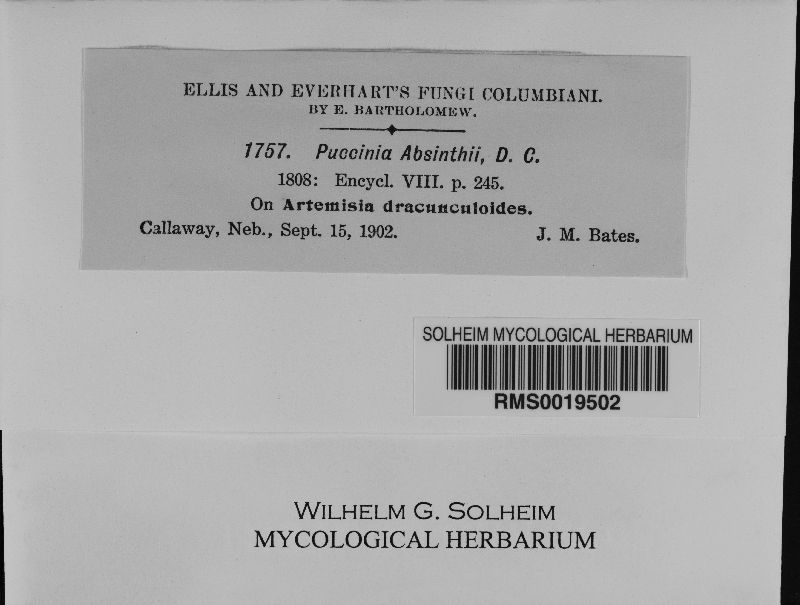 ELLIS AND EVERHART'S FUNGI COLUMBIANI.
BY E. BARTHOLOMEW.
1757. Puccinia Absinthii, D. C.
1808: Encycl. VIII. p. 245.
On Artemisia dracunculoides.
Callaway, Neb., Sept. 15, 1902. J. M. Bates.
SOLHEIM MYCOLOGICAL HERBARIUM
RMS0019502
WILHELM G. SOLHEIM
MYCOLOGICAL HERBARIUM